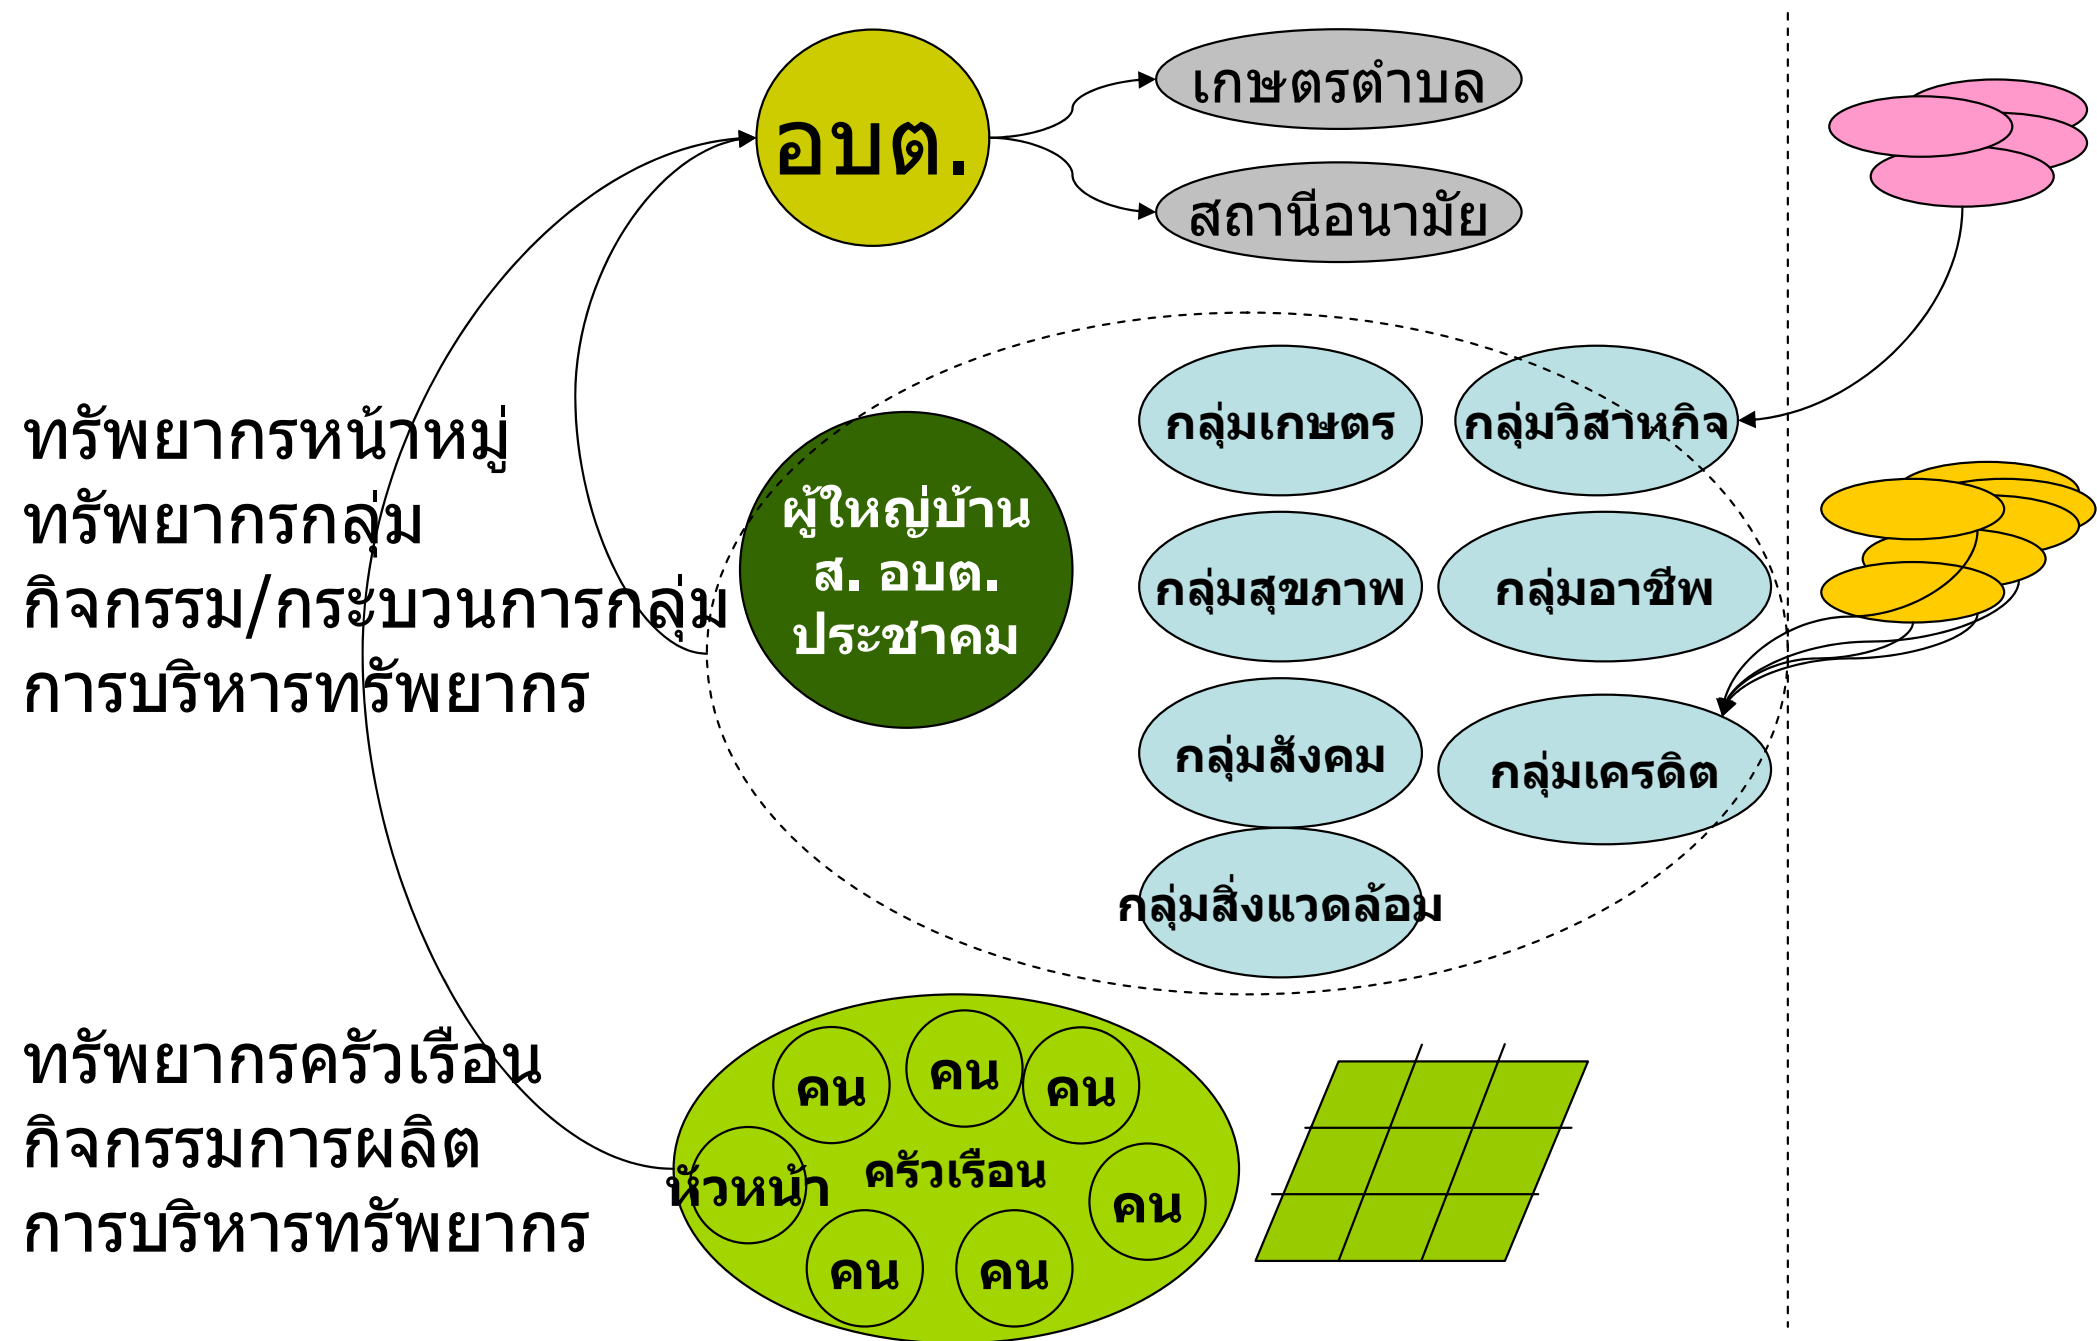 อบต.
เกษตรตำบล
สถานีอนามัย
ทรัพยากรหน้าหมู่
ทรัพยากรกลุ่ม
กิจกรรม/กระบวนการกลุ่ม
การบริหารทรัพยากร
ผู้ใหญ่บ้าน
ส. อบต.
ประชาคม
กลุ่มเกษตร
กลุ่มวิสาหกิจ
กลุ่มสุขภาพ
กลุ่มอาชีพ
กลุ่มสังคม
กลุ่มเครดิต
กลุ่มสิ่งแวดล้อม
ทรัพยากรครัวเรือน
กิจกรรมการผลิต
การบริหารทรัพยากร
คน
คน
คน
หัวหน้า
ครัวเรือน
คน
คน
คน